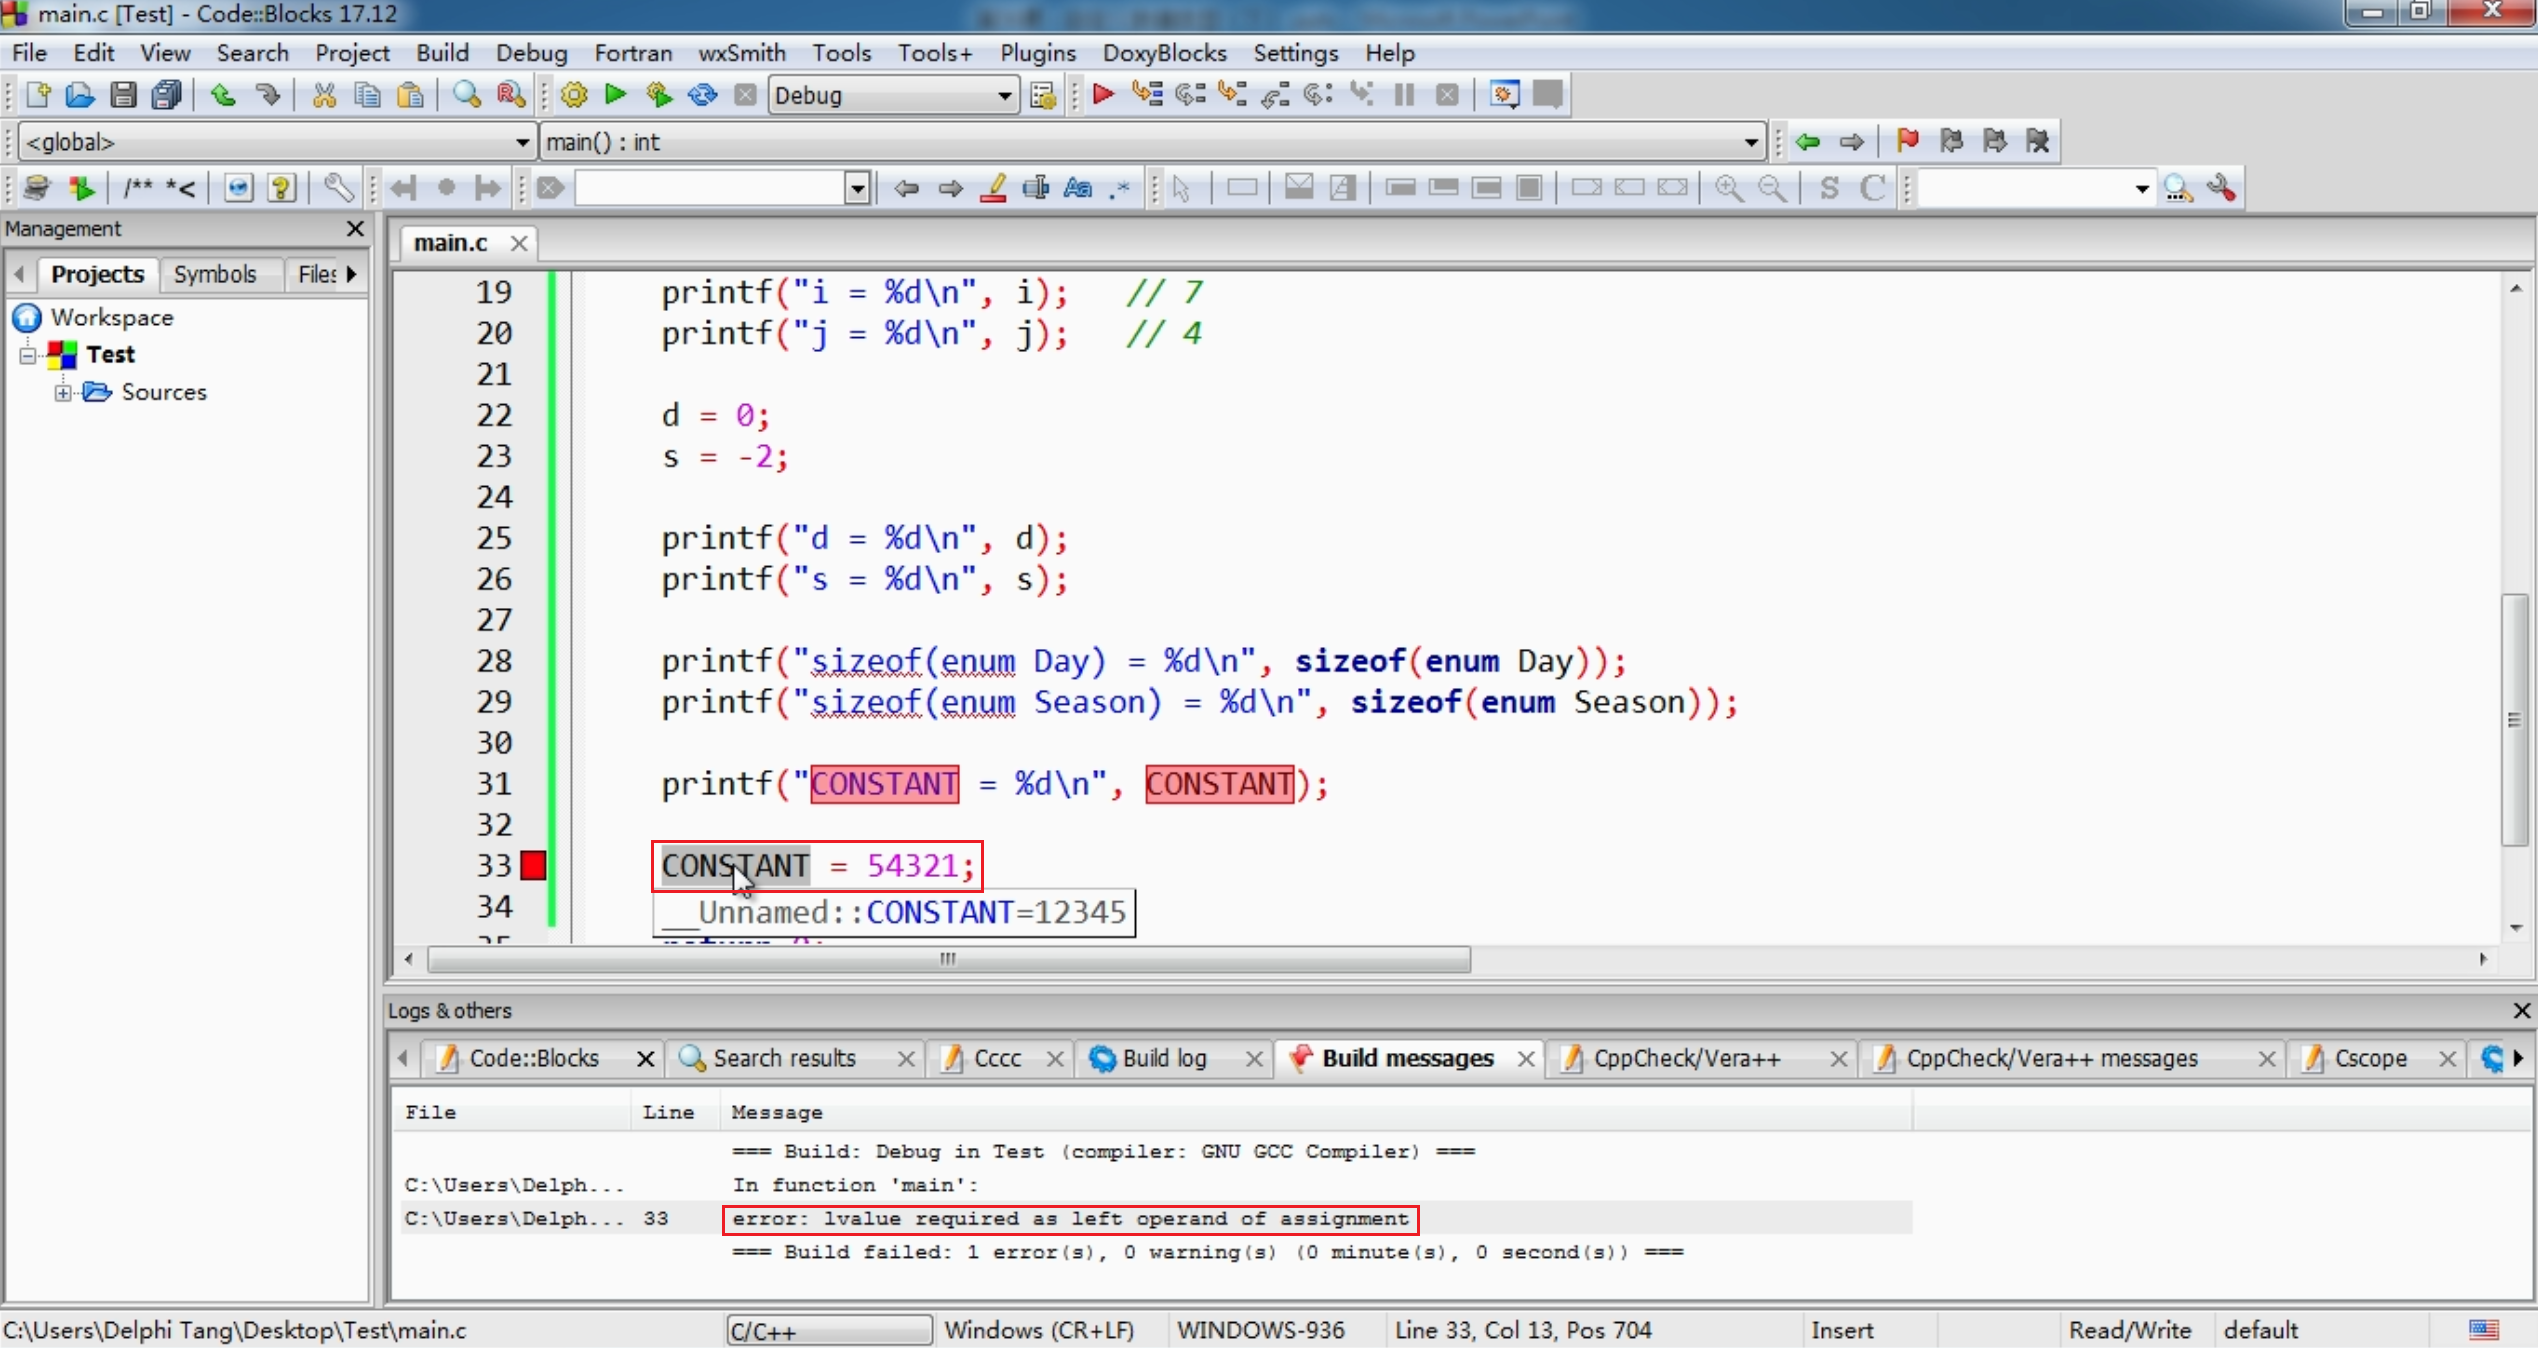 main.c [Test] - Code::Blocks 17.12
File Edit View Search Project Build Debug Fortran wxSmith Tools Tools+ Plugins DoxyBlocks Settings Help
Debug
<global> main() : int
/** *<
S C
Management
main.c
Projects Symbols Files
Workspace
Test
Sources
19 printf("i = %d\n", i); // 7
20 printf("j = %d\n", j); // 4
21
22 d = 0;
23 s = -2;
24
25 printf("d = %d\n", d);
26 printf("s = %d\n", s);
27
28 printf("sizeof(enum Day) = %d\n", sizeof(enum Day));
29 printf("sizeof(enum Season) = %d\n", sizeof(enum Season));
30
31 printf("CONSTANT = %d\n", CONSTANT);
32
33 CONSTANT = 54321;
34 __Unnamed::CONSTANT=12345
Logs & others
Code::Blocks Search results Cccc Build log Build messages CppCheck/Vera++ CppCheck/Vera++ messages Cscope
File Line Message
=== Build: Debug in Test (compiler: GNU GCC Compiler) ===
C:\Users\Delph... In function 'main':
C:\Users\Delph... 33 error: lvalue required as left operand of assignment
=== Build failed: 1 error(s), 0 warning(s) (0 minute(s), 0 second(s)) ===
C:\Users\Delphi Tang\Desktop\Test\main.c C/C++ Windows (CR+LF) WINDOWS-936 Line 33, Col 13, Pos 704 Insert Read/Write default